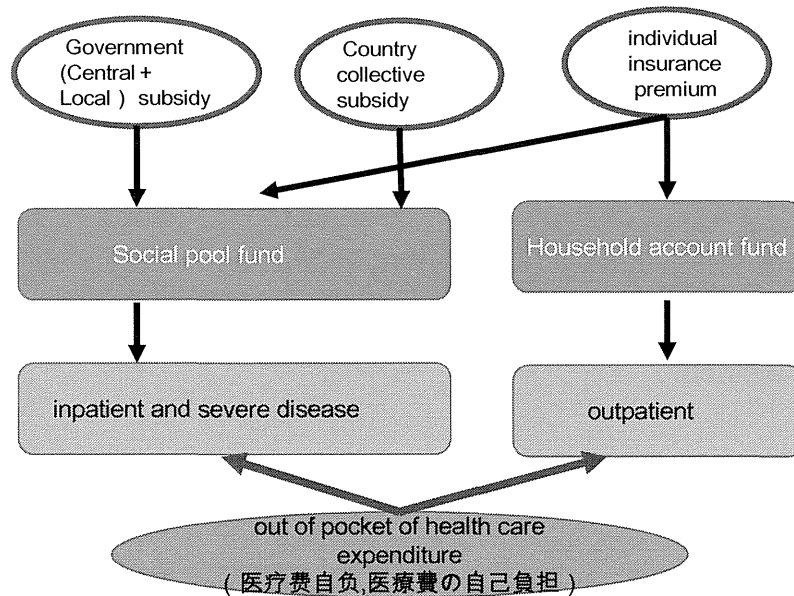 Government
(Central +
Local ) subsidy
Country
collective
subsidy
individual
insurance
premium
Social pool fund
Household account fund
inpatient and severe disease
outpatient
out of pocket of health care
expenditure
( 医疗费自负,医療費の自己負担 )